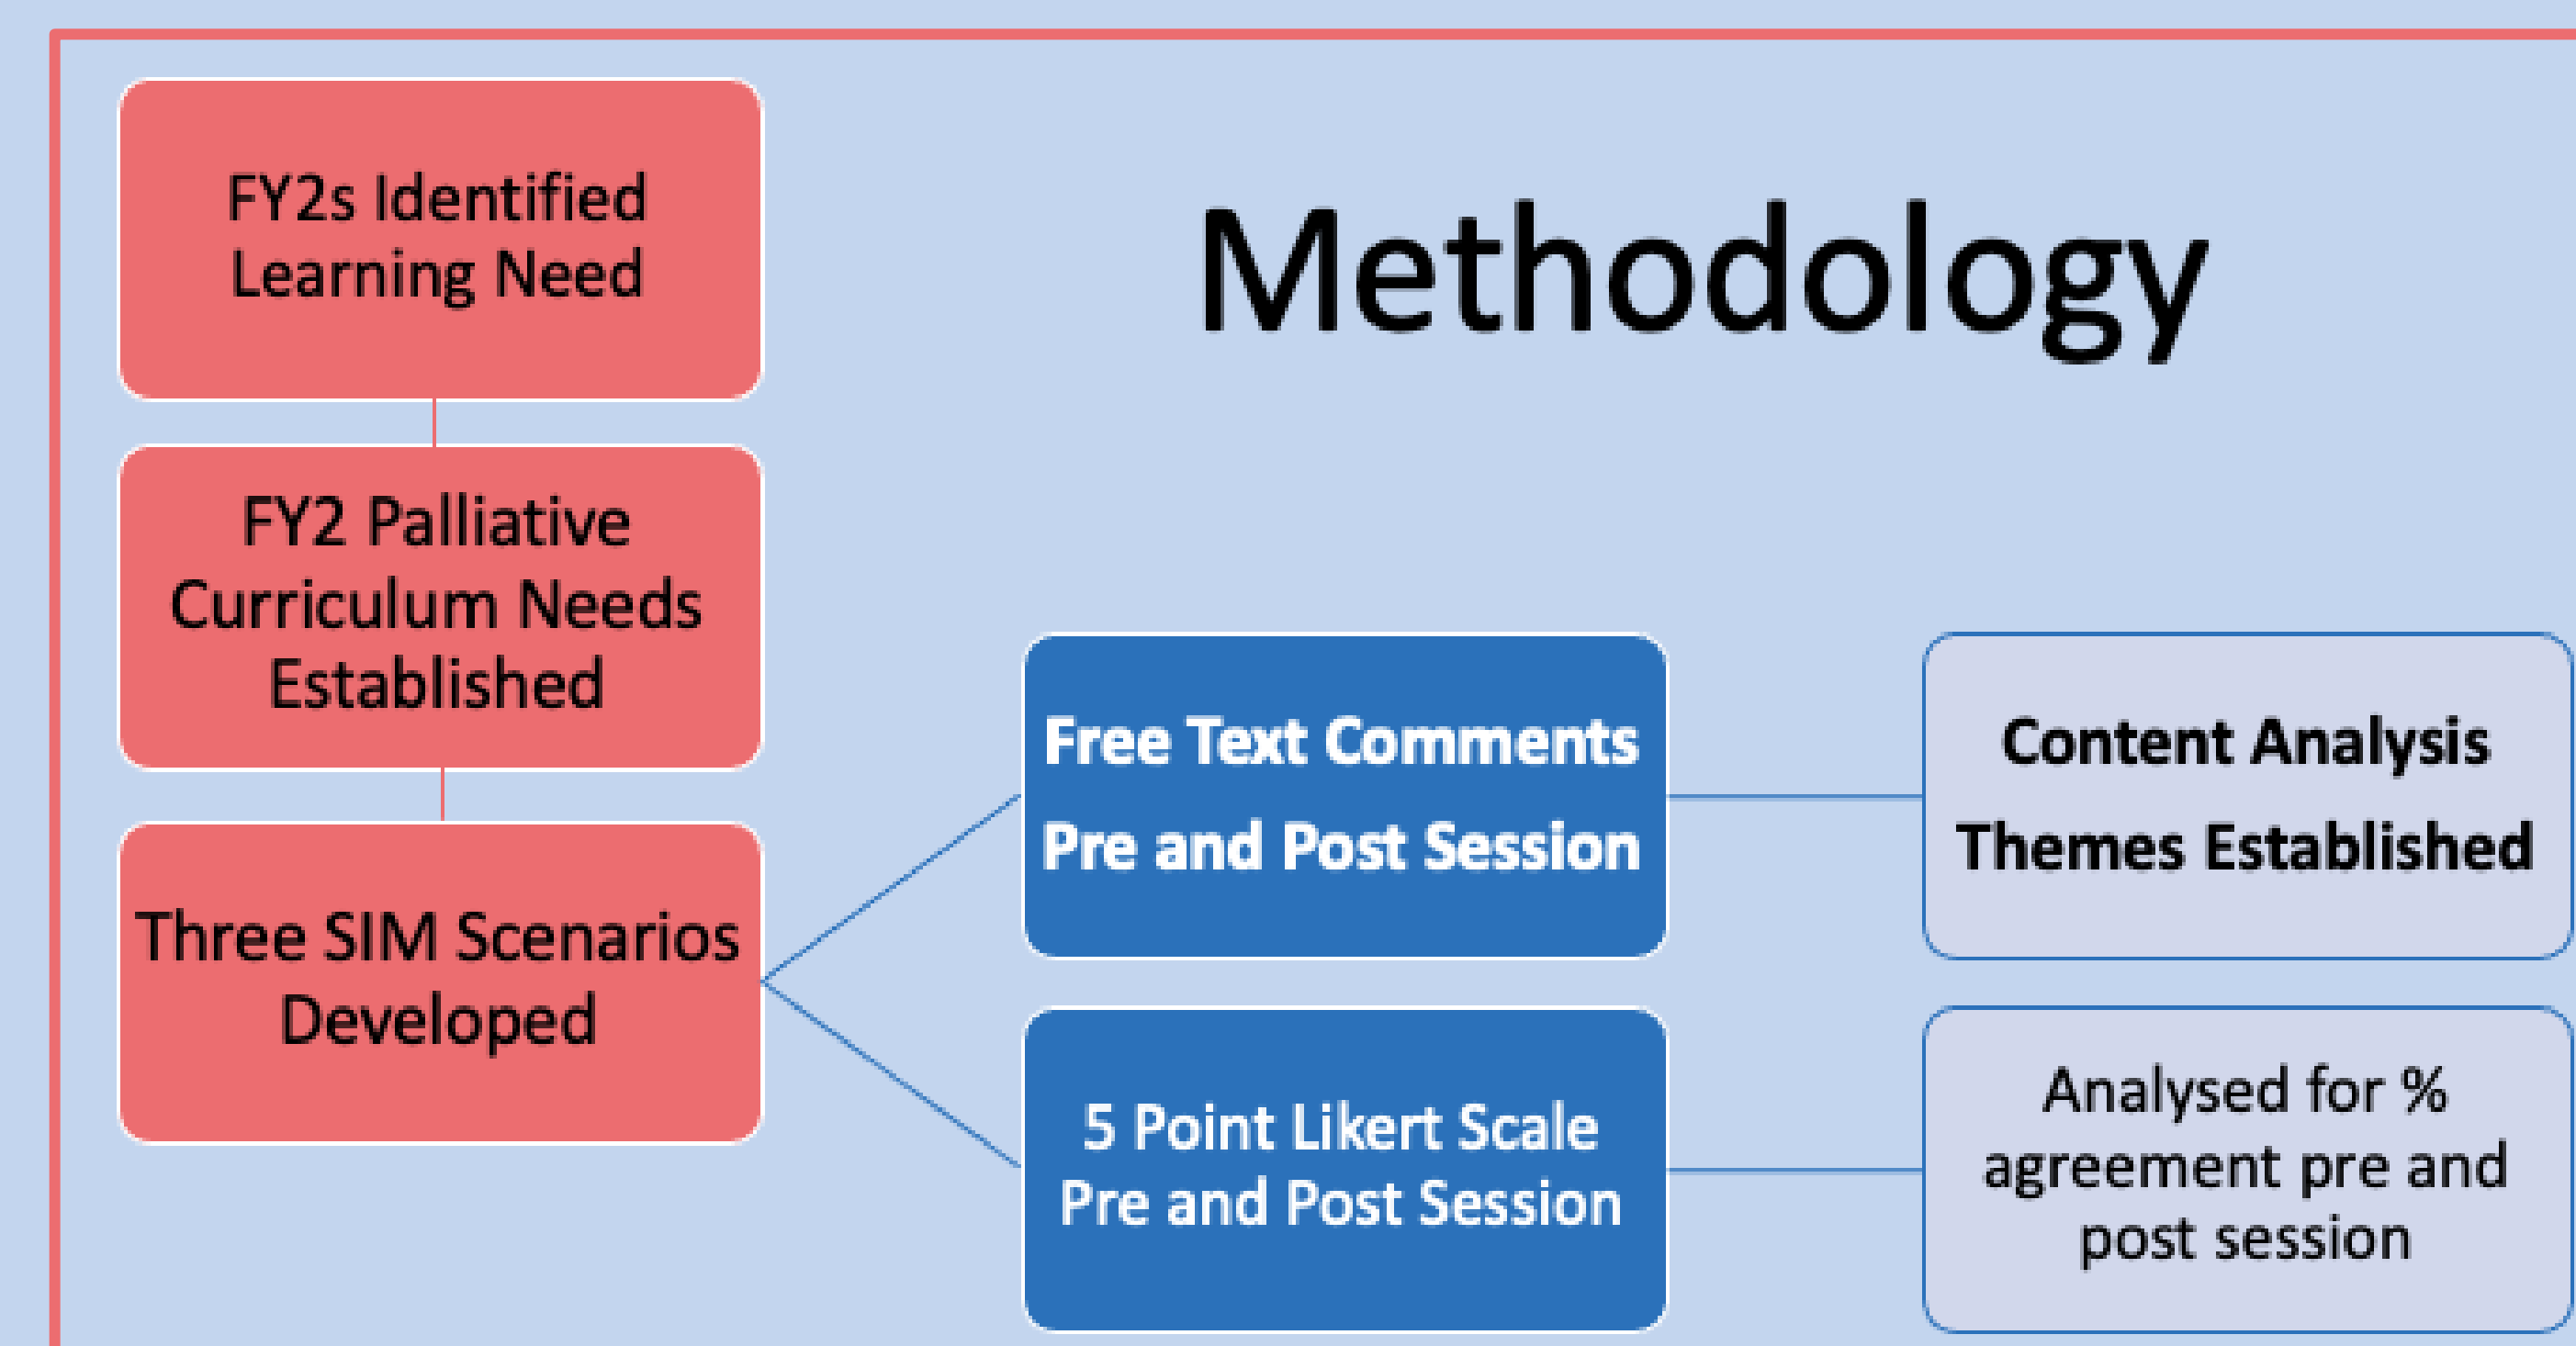 Methodology
FY2s Identified
Learning Need
FY2 Palliative
Curriculum Needs
Established
Three SIM Scenarios
Developed
Free Text Comments
Pre and Post Session
Content Analysis
Themes Established
5 Point Likert Scale
Pre and Post Session
Analysed for %
agreement pre and
post session